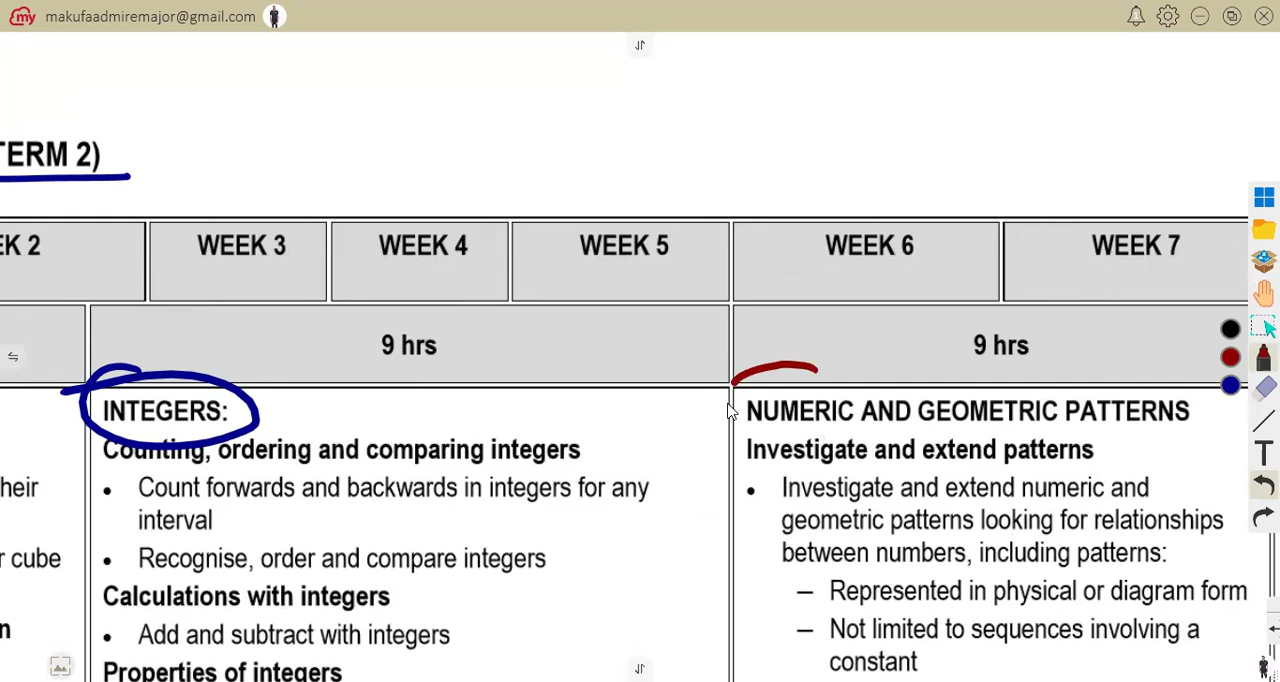 my makufaadmiremajor@gmail.com
TERM 2)
EK 2 WEEK 3 WEEK 4 WEEK 5 WEEK 6 WEEK 7
9 hrs 9 hrs
INTEGERS: NUMERIC AND GEOMETRIC PATTERNS
Counting, ordering and comparing integers Investigate and extend patterns
heir • Count forwards and backwards in integers for any • Investigate and extend numeric and
interval geometric patterns looking for relationships
r cube • Recognise, order and compare integers between numbers, including patterns:
Calculations with integers – Represented in physical or diagram form
n • Add and subtract with integers – Not limited to sequences involving a
Properties of integers constant
T